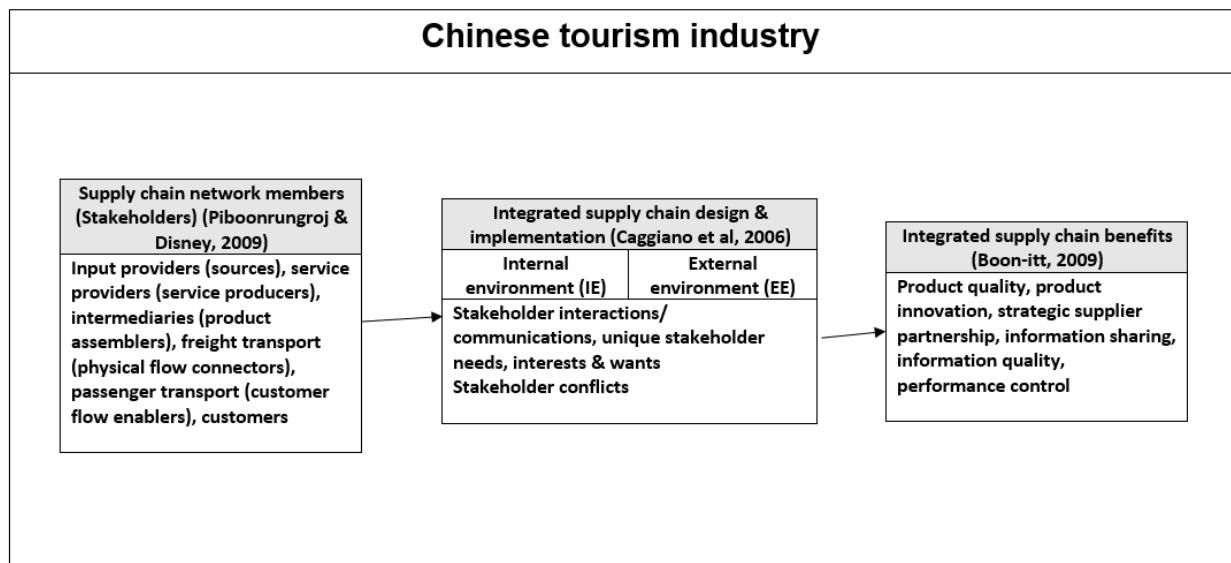 Chinese tourism industry
Supply chain network members
(Stakeholders) (Piboonrungroj &
Disney, 2009)
Input providers (sources), service
providers (service producers),
intermediaries (product
assemblers), freight transport
(physical flow connectors),
passenger transport (customer
flow enablers), customers
Integrated supply chain design &
implementation (Caggiano et al, 2006)
Internal
environment (IE)
External
environment (EE)
Stakeholder interactions/
communications, unique stakeholder
needs, interests & wants
Stakeholder conflicts
Integrated supply chain benefits
(Boon-itt, 2009)
Product quality, product
innovation, strategic supplier
partnership, information sharing,
information quality,
performance control